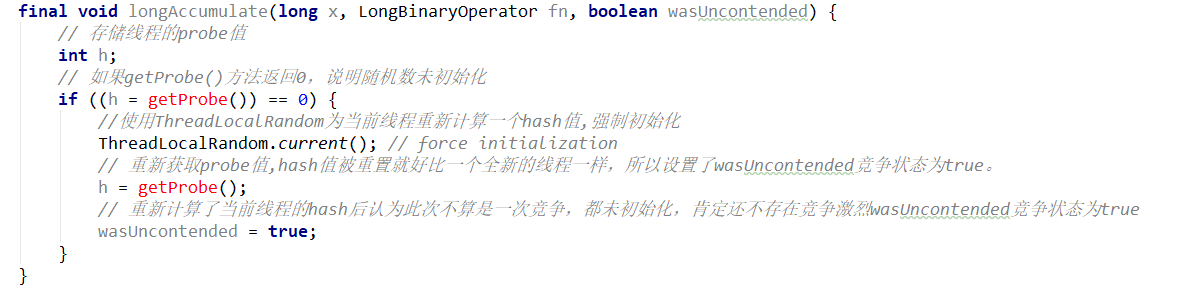 final void longAccumulate(long x, LongBinaryOperator fn, boolean wasUncontended) {
    // 存储线程的probe值
    int h;
    // 如果getProbe()方法返回0，说明随机数未初始化
    if ((h = getProbe()) == 0) {
        //使用ThreadLocalRandom为当前线程重新计算一个hash值,强制初始化
        ThreadLocalRandom.current(); // force initialization
        // 重新获取probe值,hash值被重置就好比一个全新的线程一样，所以设置了wasUncontended竞争状态为true。
        h = getProbe();
        // 重新计算了当前线程的hash后认为此次不算是一次竞争，都未初始化，肯定还不存在竞争激烈wasUncontended竞争状态为true
        wasUncontended = true;
    }
}